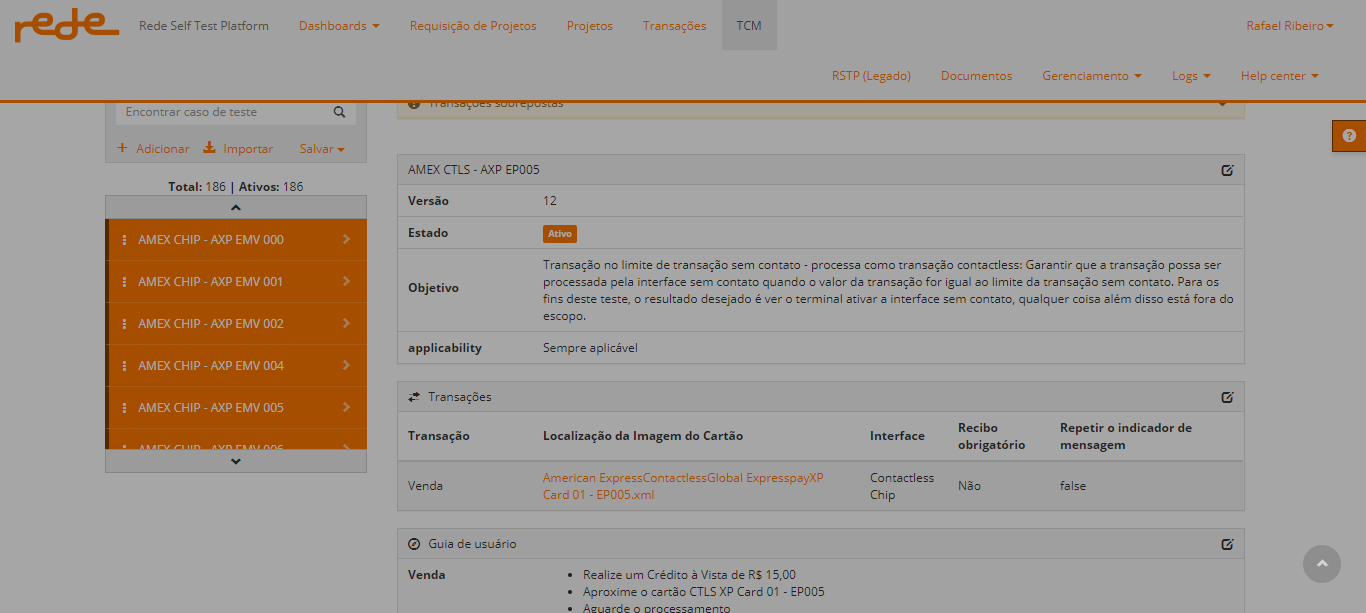 rede Rede Self Test Platform Dashboards Requisição de Projetos Projetos Transações TCM Rafael Ribeiro
RSTP (Legado) Documentos Gerenciamento Logs Help center
Encontrar caso de teste
Adicionar Importar Salvar
Total: 186 | Ativos: 186
AMEX CHIP - AXP EMV 000
AMEX CHIP - AXP EMV 001
AMEX CHIP - AXP EMV 002
AMEX CHIP - AXP EMV 004
AMEX CHIP - AXP EMV 005
AMEX CHIP - AXP EMV 006
Transações sobrepostas
AMEX CTLS - AXP EP005
Versão 12
Estado Ativo
Objetivo
Transação no limite de transação sem contato - processa como transação contactless: Garantir que a transação possa ser
processada pela interface sem contato quando o valor da transação for igual ao limite da transação sem contato. Para os
fins deste teste, o resultado desejado é ver o terminal ativar a interface sem contato, qualquer coisa além disso está fora do
escopo.
applicability Sempre aplicável
Transações
Transação Localização da Imagem do Cartão Interface Recibo obrigatório Repetir o indicador de mensagem
Venda
American ExpressContactlessGlobal ExpresspayXP
Card 01 - EP005.xml
Contactless
Chip
Não
false
Guia de usuário
Venda
• Realize um Crédito à Vista de R$ 15,00
• Aproxime o cartão CTLS XP Card 01 - EP005
• Aguarde o processamento